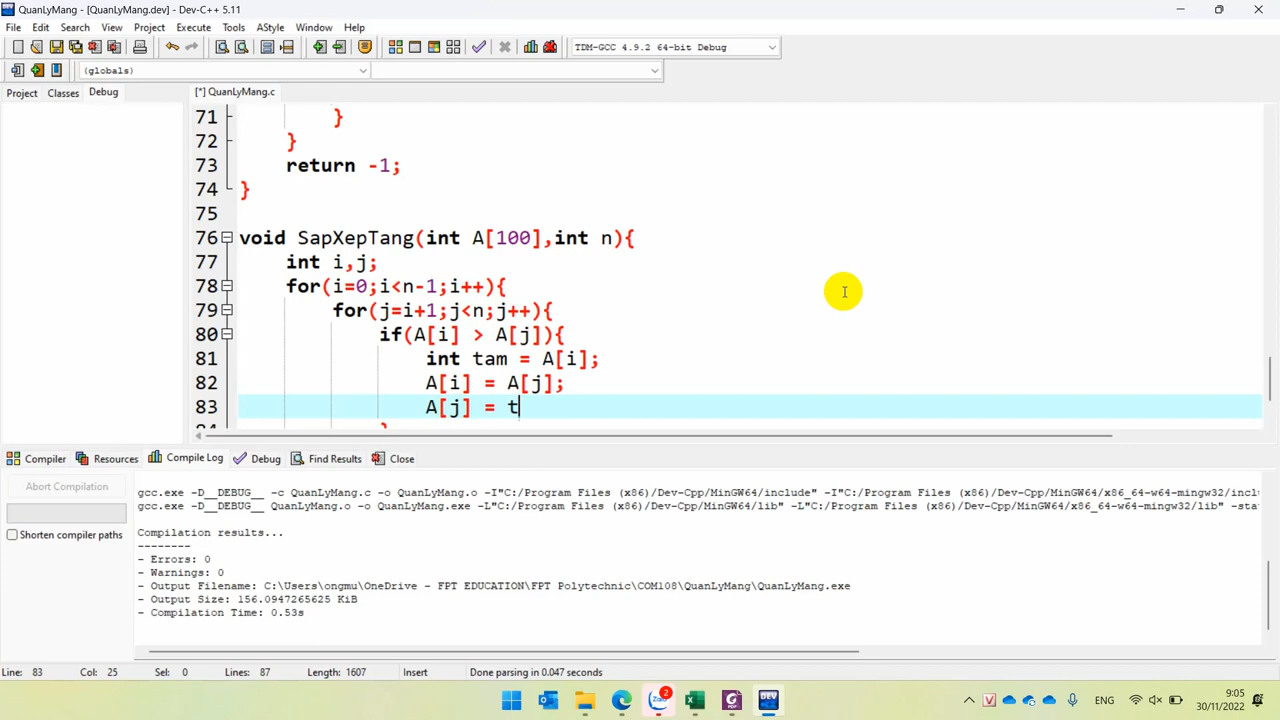 QuanLyMang - [QuanLyMang.dev] - Dev-C++ 5.11
File Edit Search View Project Execute Tools AStyle Window Help
TDM-GCC 4.9.2 64-bit Debug
(globals)
Project Classes Debug
[*] QuanLyMang.c
71 }
72 }
73 return -1;
74 }
75
76 void SapXepTang(int A[100],int n){
77 int i,j;
78 for(i=0;i<n-1;i++){
79 for(j=i+1;j<n;j++){
80 if(A[i] > A[j]){
81 int tam = A[i];
82 A[i] = A[j];
83 A[j] = t
84 }
Compiler Resources Compile Log Debug Find Results Close
Abort Compilation
Shorten compiler paths
gcc.exe -D__DEBUG__ -c QuanLyMang.c -o QuanLyMang.o -I"C:/Program Files (x86)/Dev-Cpp/MinGW64/include" -I"C:/Program Files (x86)/Dev-Cpp/MinGW64/x86_64-w64-mingw32/incl
gcc.exe -D__DEBUG__ QuanLyMang.o -o QuanLyMang.exe -L"C:/Program Files (x86)/Dev-Cpp/MinGW64/lib" -L"C:/Program Files (x86)/Dev-Cpp/MinGW64/x86_64-w64-mingw32/lib" -sta
Compilation results...
--------
- Errors: 0
- Warnings: 0
- Output Filename: C:\Users\ongmu\OneDrive - FPT EDUCATION\FPT Polytechnic\COM108\QuanLyMang\QuanLyMang.exe
- Output Size: 156.0947265625 KiB
- Compilation Time: 0.53s
Line: 83 Col: 25 Sel: 0 Lines: 87 Length: 1607 Insert Done parsing in 0.047 seconds
Zalo 2 DEV ENG 9:05
30/11/2022